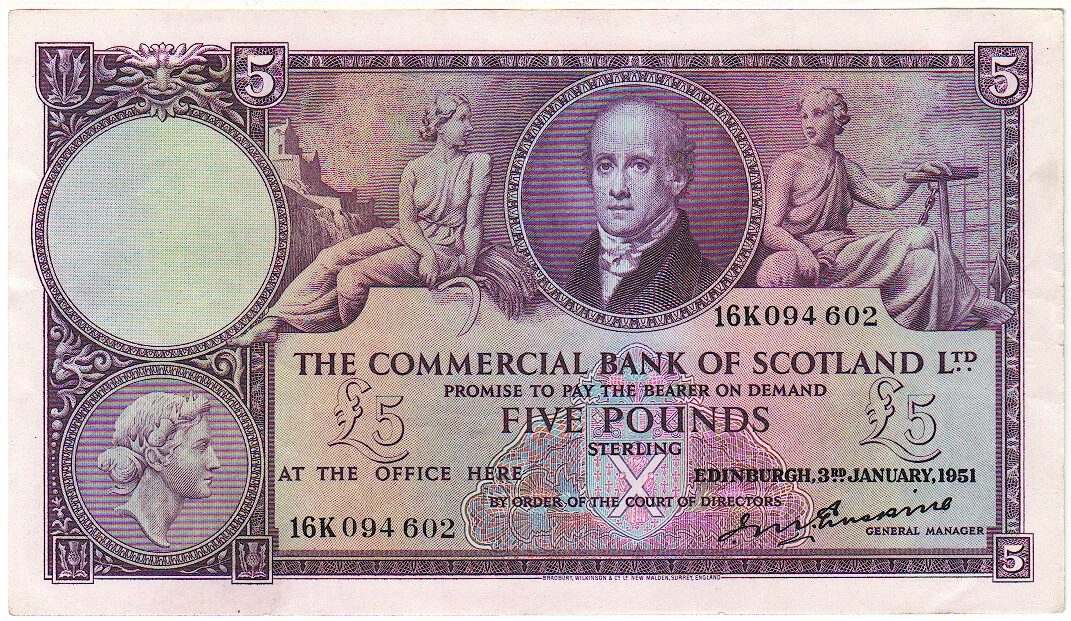 5
5
16K 094 602
THE COMMERCIAL BANK OF SCOTLAND LTD
PROMISE TO PAY THE BEARER ON DEMAND
£5 FIVE POUNDS £5
STERLING
AT THE OFFICE HERE EDINBURGH, 3RD JANUARY, 1951
BY ORDER OF THE COURT OF DIRECTORS
16K 094 602
GENERAL MANAGER
5
BRADBURY, WILKINSON & Co Ld NEW MALDEN, SURREY, ENGLAND